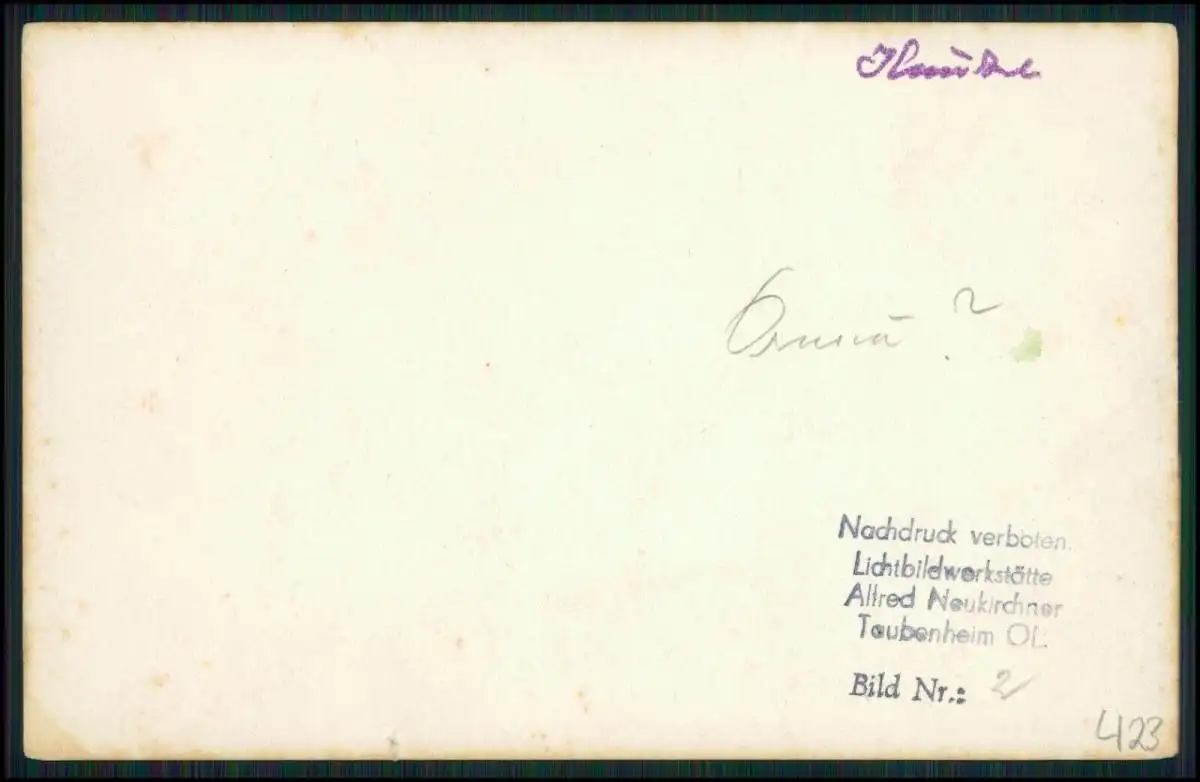 ?
Nachdruck verboten.
Lichtbildwerkstätte
Alfred Neukirchner
Taubenheim OL.
Bild Nr.: 2
423